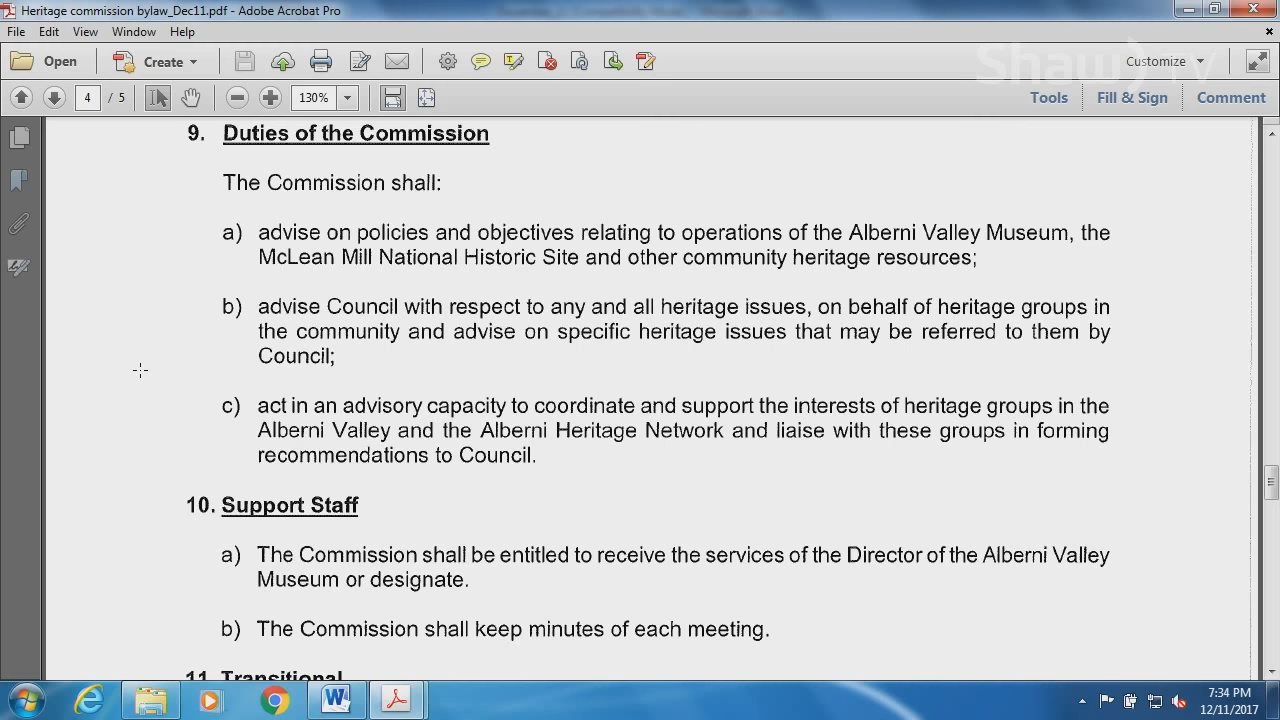 Heritage commission bylaw_Dec11.pdf - Adobe Acrobat Pro
File Edit View Window Help
Shaw TV
Open Create Customize
4 / 5 130% Tools Fill & Sign Comment
9. Duties of the Commission
The Commission shall:
a) advise on policies and objectives relating to operations of the Alberni Valley Museum, the
McLean Mill National Historic Site and other community heritage resources;
b) advise Council with respect to any and all heritage issues, on behalf of heritage groups in
the community and advise on specific heritage issues that may be referred to them by
Council;
c) act in an advisory capacity to coordinate and support the interests of heritage groups in the
Alberni Valley and the Alberni Heritage Network and liaise with these groups in forming
recommendations to Council.
10. Support Staff
a) The Commission shall be entitled to receive the services of the Director of the Alberni Valley
Museum or designate.
b) The Commission shall keep minutes of each meeting.
11. Transitional
7:34 PM
12/11/2017